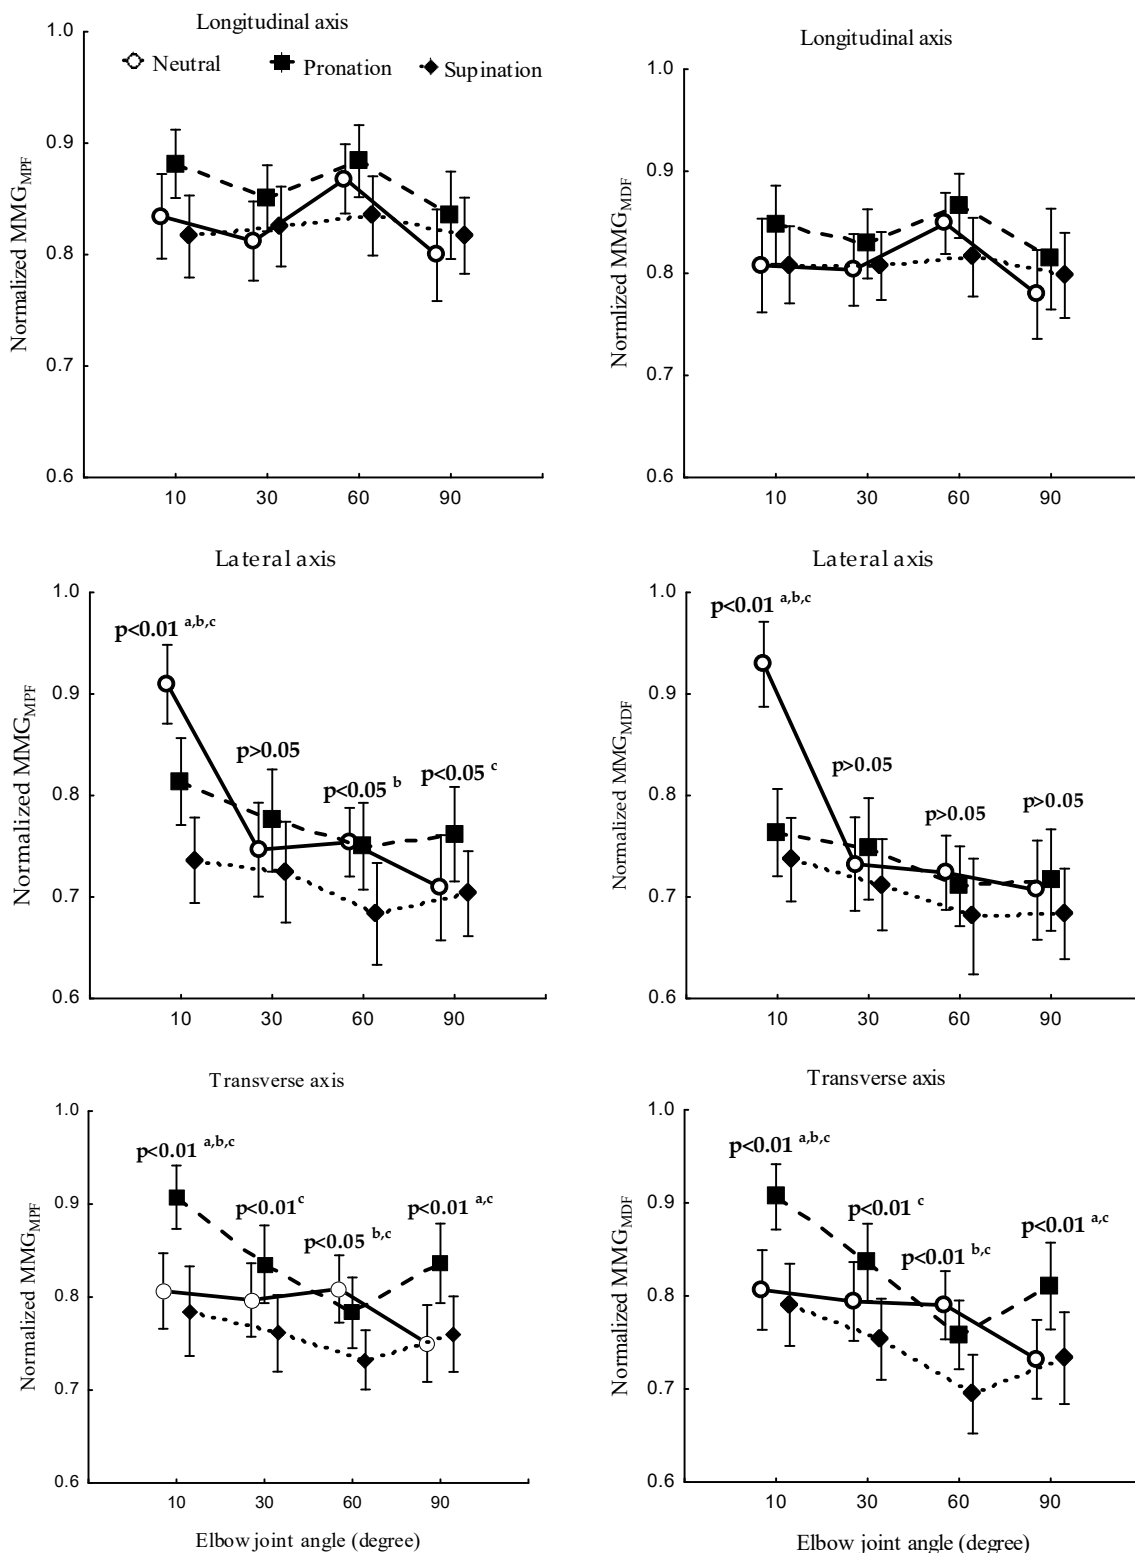 Longitudinal axis
Neutral Pronation Supination
Normalized MMGMPF
1.0
0.9
0.8
0.7
0.6
10 30 60 90
Longitudinal axis
Normlized MMGMDF
1.0
0.9
0.8
0.7
0.6
10 30 60 90
Lateral axis
Normalized MMGMPF
1.0
0.9
0.8
0.7
0.6
p<0.01 a,b,c
p>0.05
p<0.05 b
p<0.05 c
10 30 60 90
Lateral axis
Normalized MMGMDF
1.0
0.9
0.8
0.7
0.6
p<0.01 a,b,c
p>0.05
p>0.05
p>0.05
10 30 60 90
Transverse axis
Normalized MMGMPF
1.0
0.9
0.8
0.7
0.6
p<0.01 a,b,c
p<0.01 c
p<0.05 b,c
p<0.01 a,c
10 30 60 90
Elbow joint angle (degree)
Transverse axis
Normalized MMGMDF
1.0
0.9
0.8
0.7
0.6
p<0.01 a,b,c
p<0.01 c
p<0.01 b,c
p<0.01 a,c
10 30 60 90
Elbow joint angle (degree)